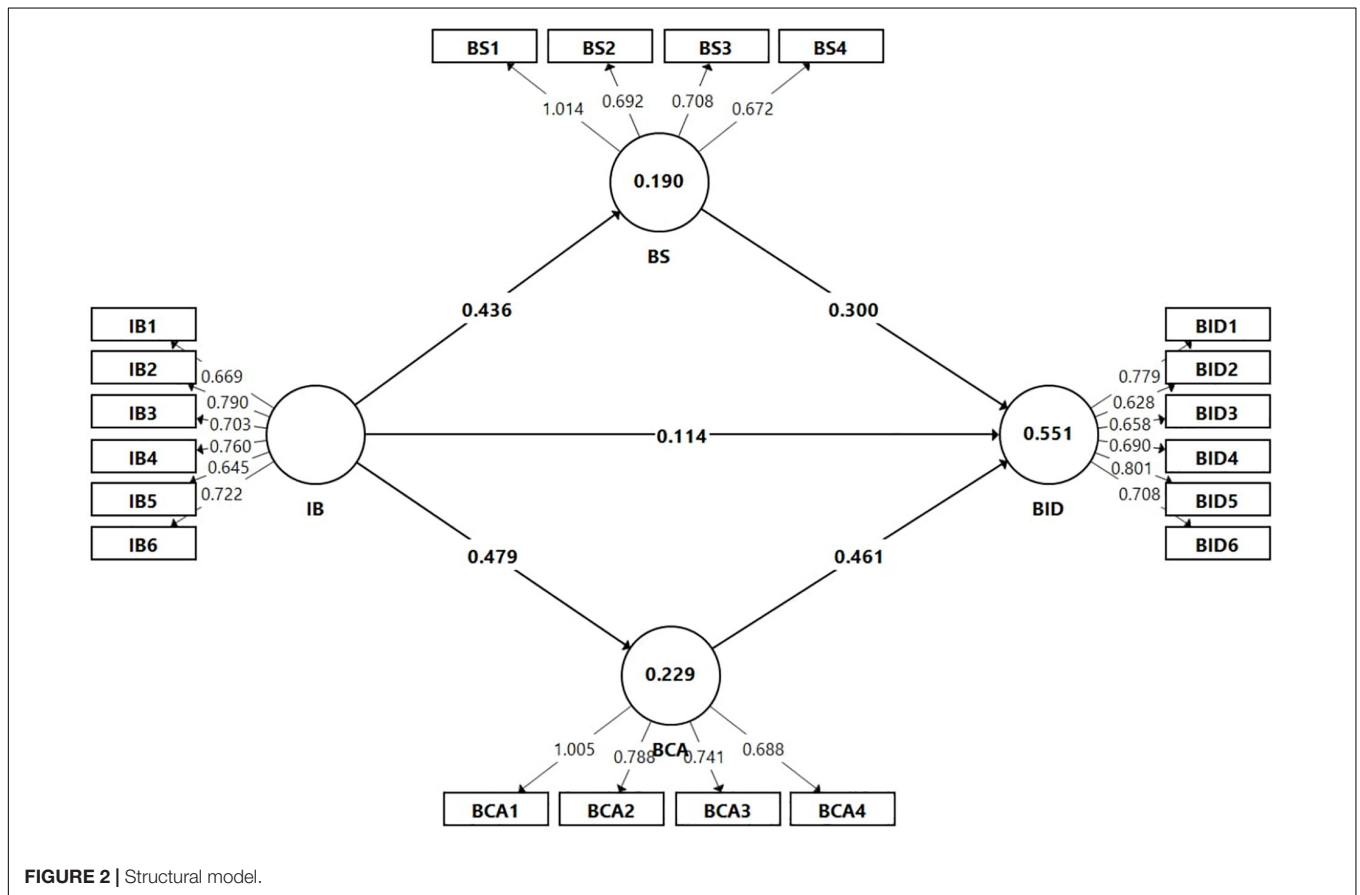 BS1 BS2 BS3 BS4
1.014 0.692 0.708 0.672
0.190
BS
0.436 0.300
IB1
IB2
IB3
IB4
IB5
IB6
0.669
0.790
0.703
0.760
0.645
0.722
IB
0.114
0.551
BID
0.779
0.628
0.658
0.690
0.801
0.708
BID1
BID2
BID3
BID4
BID5
BID6
0.479 0.461
0.229
BCA
1.005 0.788 0.741 0.688
BCA1 BCA2 BCA3 BCA4
FIGURE 2 | Structural model.